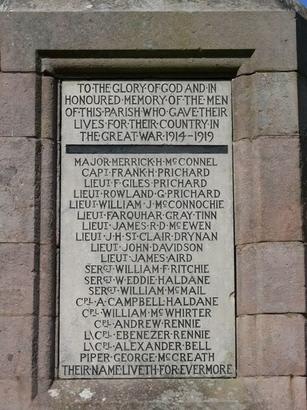 TO·THE·GLORY·OF·GOD·AND·IN
HONOURED·MEMORY·OF·THE·MEN
OF·THIS·PARISH·WHO·GAVE·THEIR
LIVES·FOR·THEIR·COUNTRY·IN
THE·GREAT·WAR·1914-1919
MAJOR·MERRICK·H·McCONNEL
CAPT·FRANK·H·PRICHARD
LIEUT·F·GILES·PRICHARD
LIEUT·ROWLAND·G·PRICHARD
LIEUT·WILLIAM·J·McCONNOCHIE
LIEUT·FARQUHAR·GRAY·TINN
LIEUT·JAMES·R·D·McEWEN
LIEUT·J·H·ST·CLAIR·DRYNAN
LIEUT·JOHN·DAVIDSON
LIEUT·JAMES·AIRD
SERGT·WILLIAM·F·RITCHIE
SERGT·W·EDDIE·HALDANE
SERGT·WILLIAM·McMAIL
CPL·A·CAMPBELL·HALDANE
CPL·WILLIAM·McWHIRTER
CPL·ANDREW·RENNIE
L\CPL·EBENEZER·RENNIE
L\CPL·ALEXANDER·BELL
PIPER·GEORGE·McCREATH
THEIR·NAME·LIVETH·FOR·EVERMORE